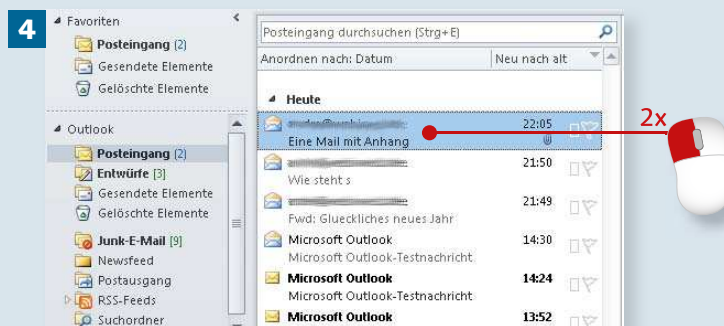 4
Favoriten
Posteingang (2)
Gesendete Elemente
Gelöschte Elemente
Outlook
Posteingang (2)
Entwürfe [3]
Gesendete Elemente
Gelöschte Elemente
Junk-E-Mail [9]
Newsfeed
Postausgang
RSS-Feeds
Suchordner
Posteingang durchsuchen (Strg+E)
Anordnen nach: Datum Neu nach alt
Heute
22:05
Eine Mail mit Anhang
21:50
Wie steht s
21:49
Fwd: Glueckliches neues Jahr
Microsoft Outlook 14:30
Microsoft Outlook-Testnachricht
Microsoft Outlook 14:24
Microsoft Outlook-Testnachricht
Microsoft Outlook 13:52
2x